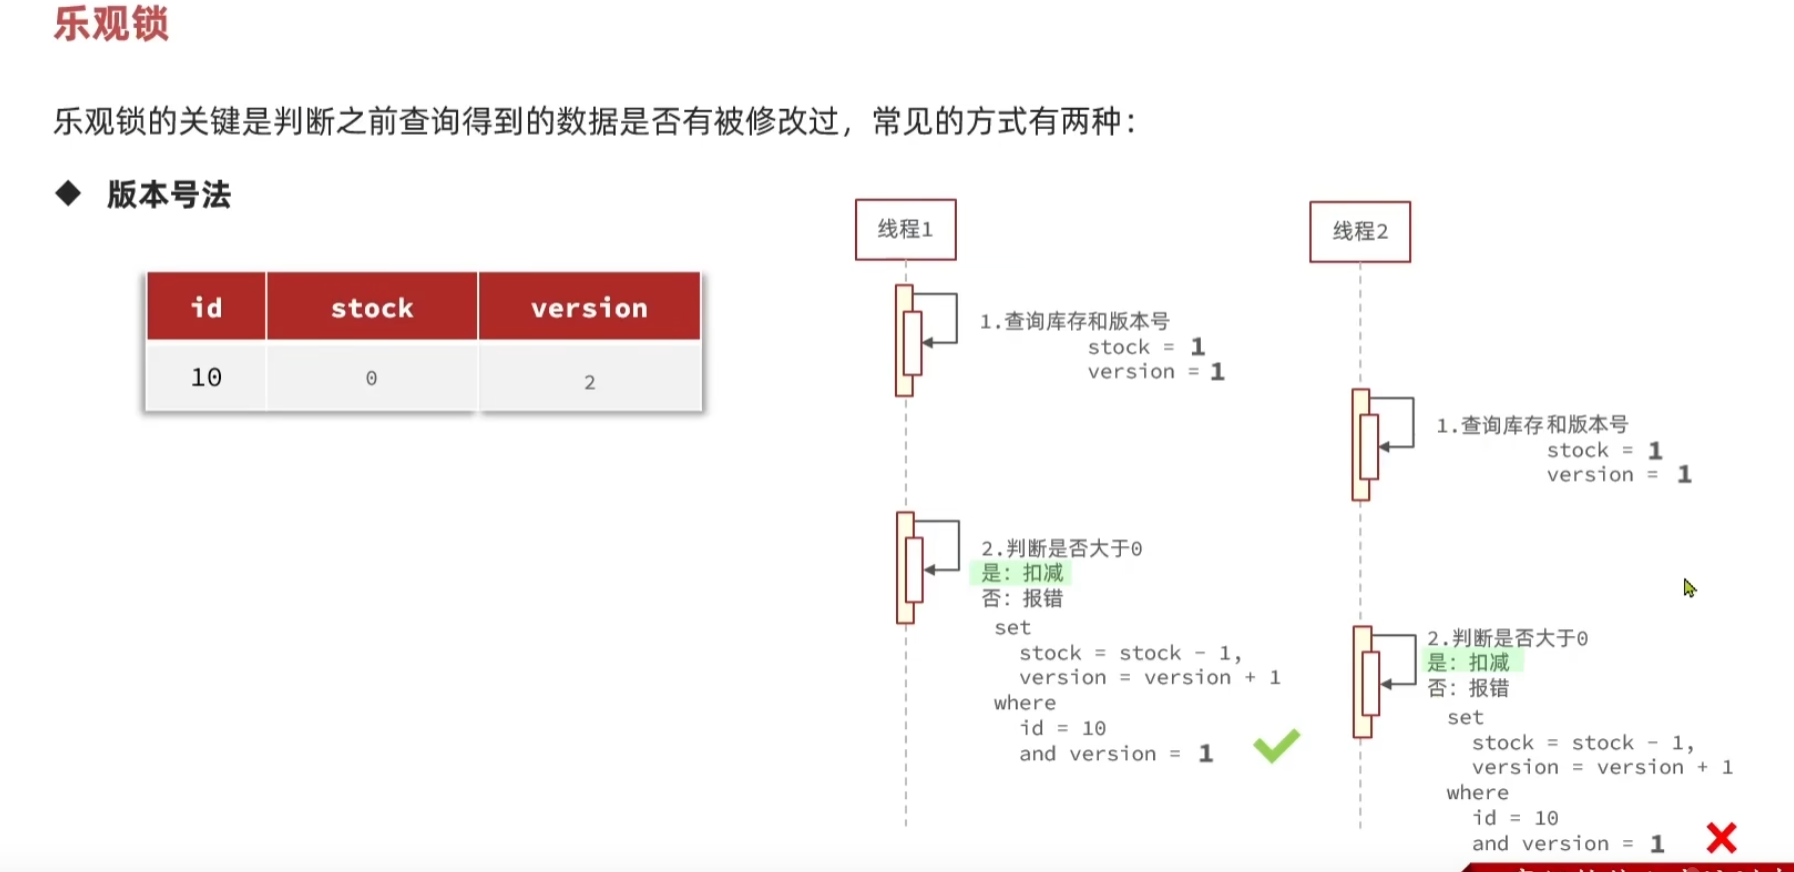 乐观锁
乐观锁的关键是判断之前查询得到的数据是否有被修改过，常见的方式有两种：
◆ 版本号法
id stock version
10 0 2
线程1
1.查询库存和版本号
stock = 1
version = 1
2.判断是否大于0
是：扣减
否：报错
set
stock = stock - 1,
version = version + 1
where
id = 10
and version = 1
线程2
1.查询库存和版本号
stock = 1
version = 1
2.判断是否大于0
是：扣减
否：报错
set
stock = stock - 1,
version = version + 1
where
id = 10
and version = 1